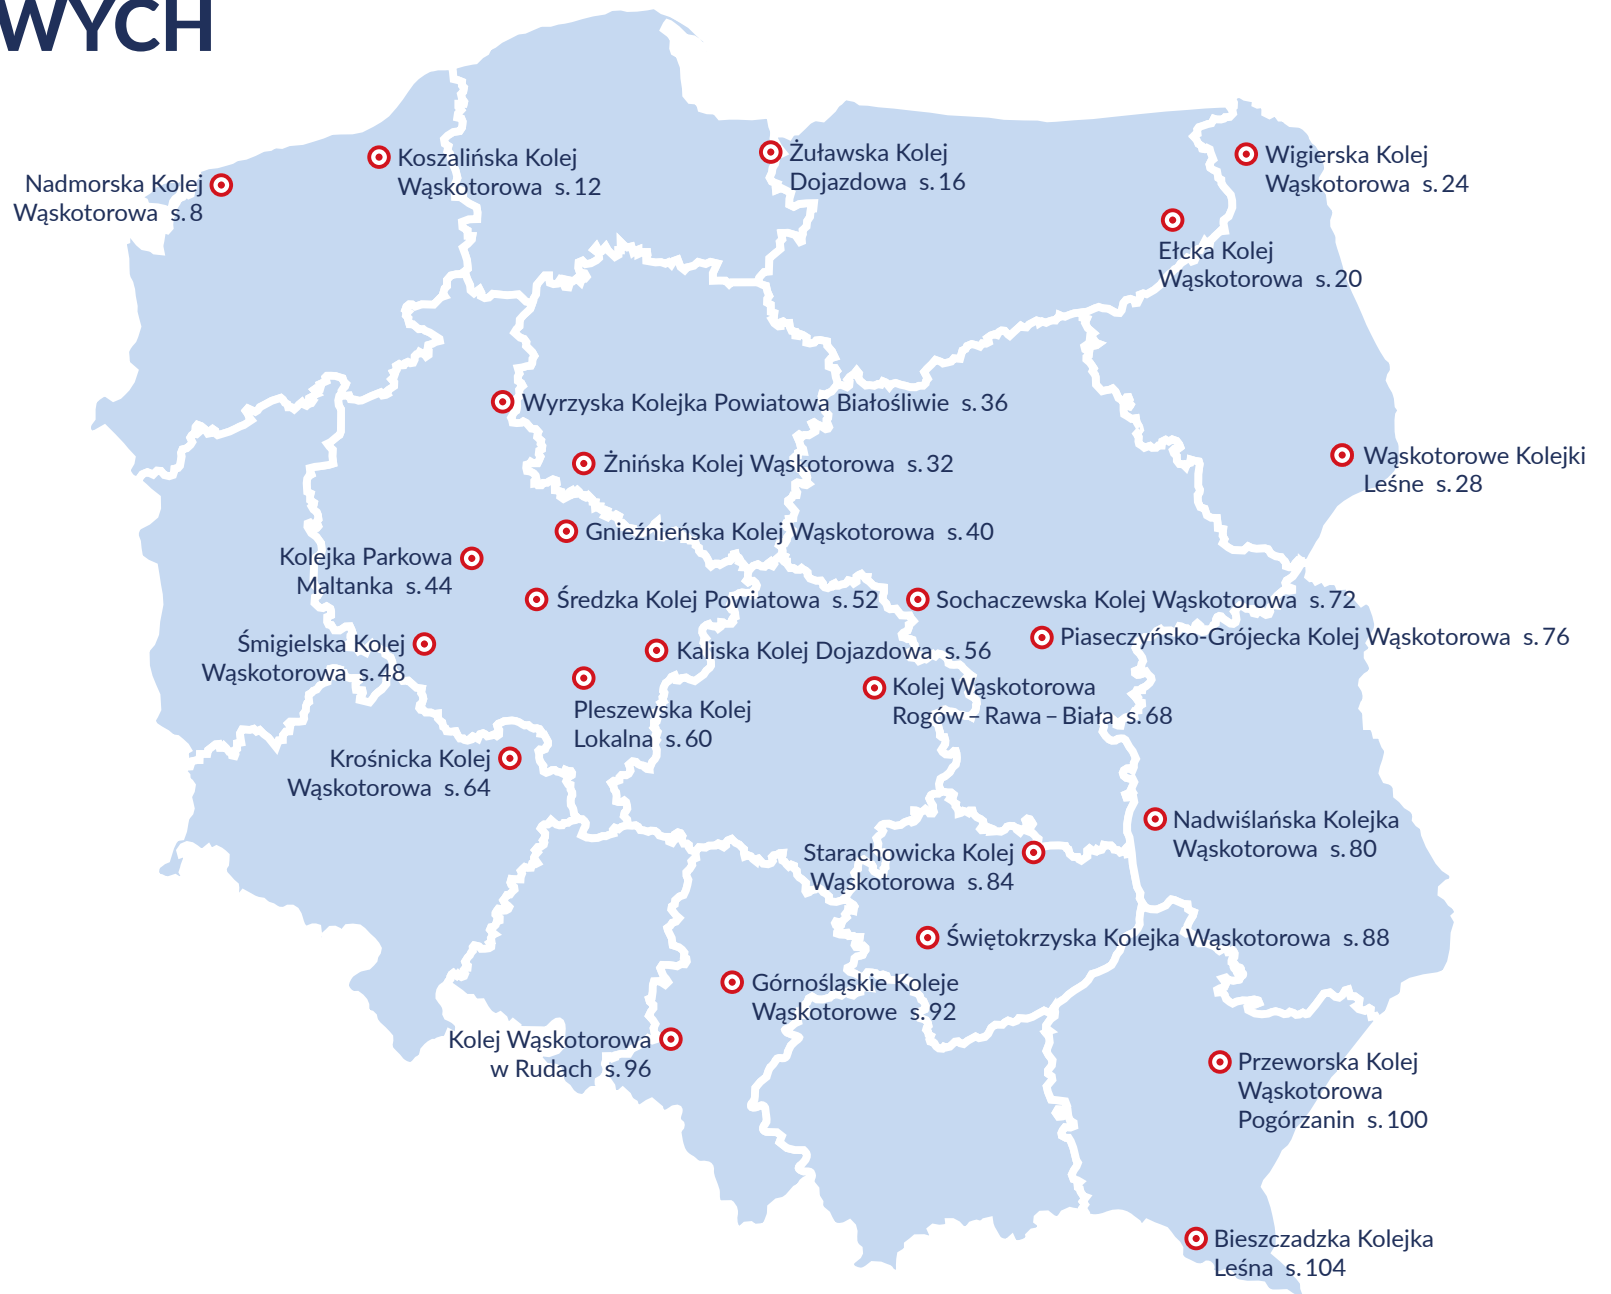 WYCH
Koszalińska Kolej
Wąskotorowa s. 12
Nadmorska Kolej
Wąskotorowa s. 8
Żuławska Kolej
Dojazdowa s. 16
Wigierska Kolej
Wąskotorowa s. 24
Ełcka Kolej
Wąskotorowa s. 20
Wyrzyska Kolejka Powiatowa Białośliwie s. 36
Żnińska Kolej Wąskotorowa s. 32
Wąskotorowe Kolejki
Leśne s. 28
Gnieźnieńska Kolej Wąskotorowa s. 40
Kolejka Parkowa
Maltanka s. 44
Średzka Kolej Powiatowa s. 52
Sochaczewska Kolej Wąskotorowa s. 72
Śmigielska Kolej
Wąskotorowa s. 48
Kaliska Kolej Dojazdowa s. 56
Piaseczyńsko-Grójecka Kolej Wąskotorowa s. 76
Pleszewska Kolej
Lokalna s. 60
Kolej Wąskotorowa
Rogów – Rawa – Biała s. 68
Krośnicka Kolej
Wąskotorowa s. 64
Nadwiślańska Kolejka
Wąskotorowa s. 80
Starachowicka Kolej
Wąskotorowa s. 84
Świętokrzyska Kolejka Wąskotorowa s. 88
Górnośląskie Koleje
Wąskotorowe s. 92
Kolej Wąskotorowa
w Rudach s. 96
Przeworska Kolej
Wąskotorowa
Pogórzanin s. 100
Bieszczadzka Kolejka
Leśna s. 104